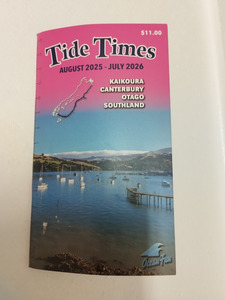 $11.00
Tide Times
AUGUST 2025 - JULY 2026
KAIKOURA
CANTERBURY
OTAGO
SOUTHLAND